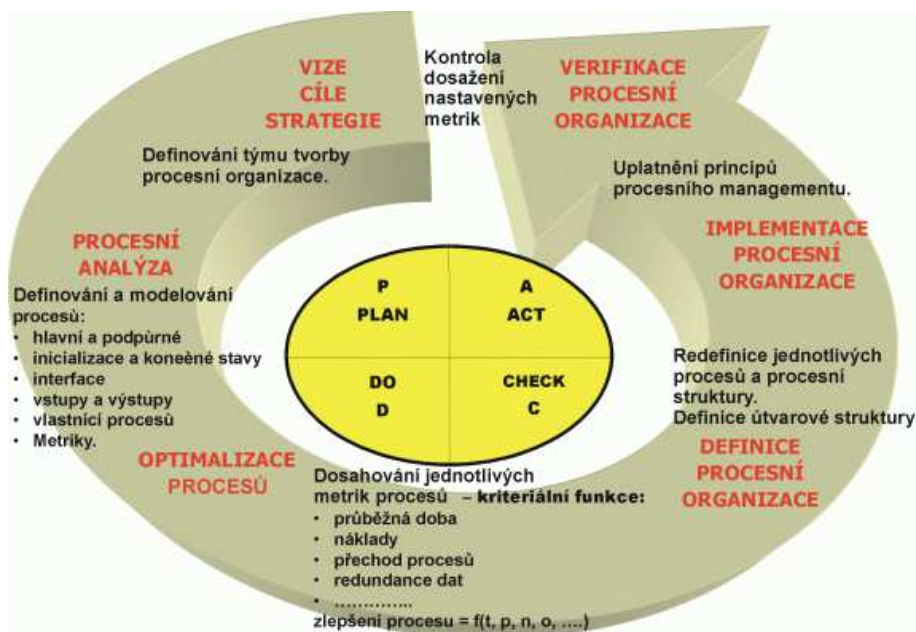 VIZE
CÍLE
STRATEGIE
Definování týmu tvorby
procesní organizace.
PROCESNÍ
ANALÝZA
Definování a modelování
procesù:
• hlavní a podpùrné
• inicializace a koneèné stavy
• interface
• vstupy a výstupy
• vlastnící procesů
• Metriky.
OPTIMALIZACE
PROCESŮ
Dosahování jednotlivých
metrik procesů – kriteriální funkce:
• průběžná doba
• náklady
• přechod procesů
• redundance dat
• …………..
zlepšení procesu = f(t, p, n, o, ….)
DEFINICE
PROCESNÍ
ORGANIZACE
Redefinice jednotlivých
procesů a procesní
struktury.
Definice útvarové struktury
IMPLEMENTACE
PROCESNÍ
ORGANIZACE
Uplatnění principů
procesního managementu.
VERIFIKACE
PROCESNÍ
ORGANIZACE
Kontrola
dosažení
nastavených
metrik
P
PLAN
A
ACT
DO
D
CHECK
C